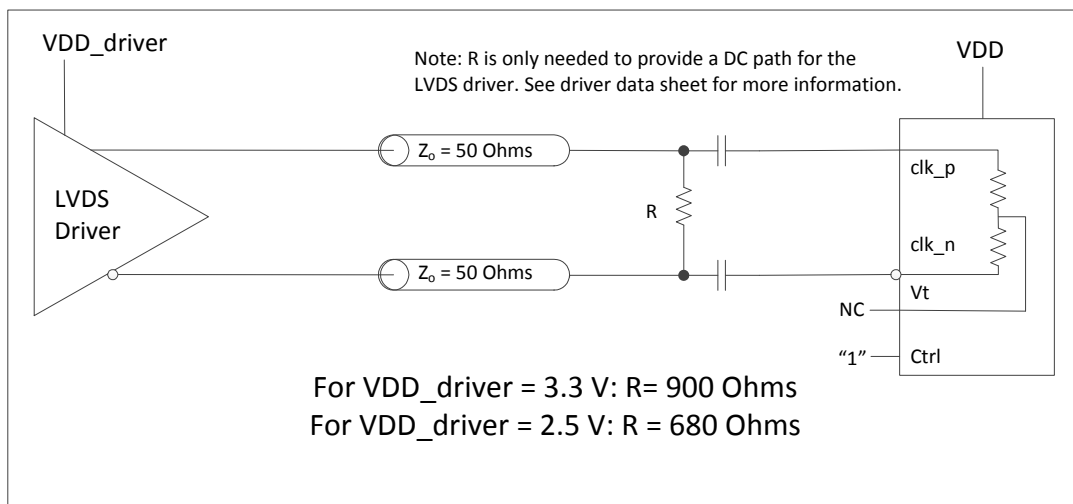 VDD_driver
Note: R is only needed to provide a DC path for the
LVDS driver. See driver data sheet for more information.
VDD
Zo = 50 Ohms
clk_p
LVDS
Driver
R
clk_n
Zo = 50 Ohms
Vt
NC
“1”
Ctrl
For VDD_driver = 3.3 V: R= 900 Ohms
For VDD_driver = 2.5 V: R = 680 Ohms